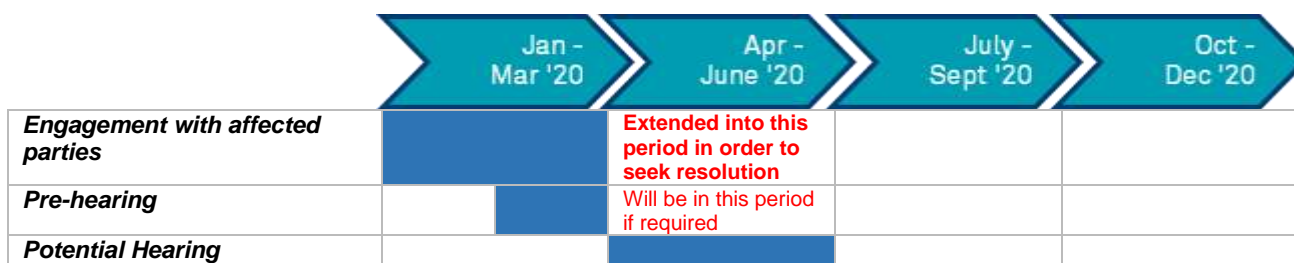 Jan -
Mar '20
Apr -
June '20
July -
Sept '20
Oct -
Dec '20
Engagement with affected
parties
Extended into this
period in order to
seek resolution
Pre-hearing
Will be in this period
if required
Potential Hearing